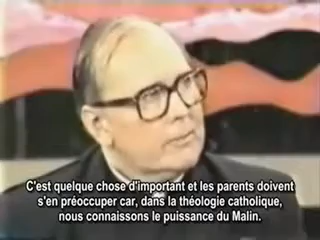 C'est quelque chose d'important et les parents doivent
s'en préoccuper car, dans la théologie catholique,
nous connaissons le puissance du Malin.